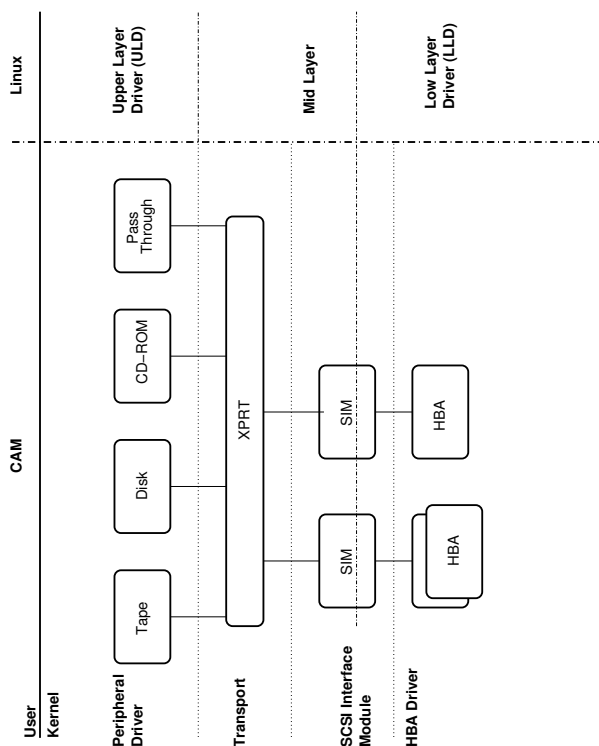 CAM
Linux
User
Kernel
Peripheral
Driver
Tape
Disk
CD−ROM
Pass
Through
Upper Layer
Driver (ULD)
Transport
XPRT
Mid Layer
SCSI Interface
Module
SIM
SIM
Low Layer
Driver (LLD)
HBA Driver
HBA
HBA